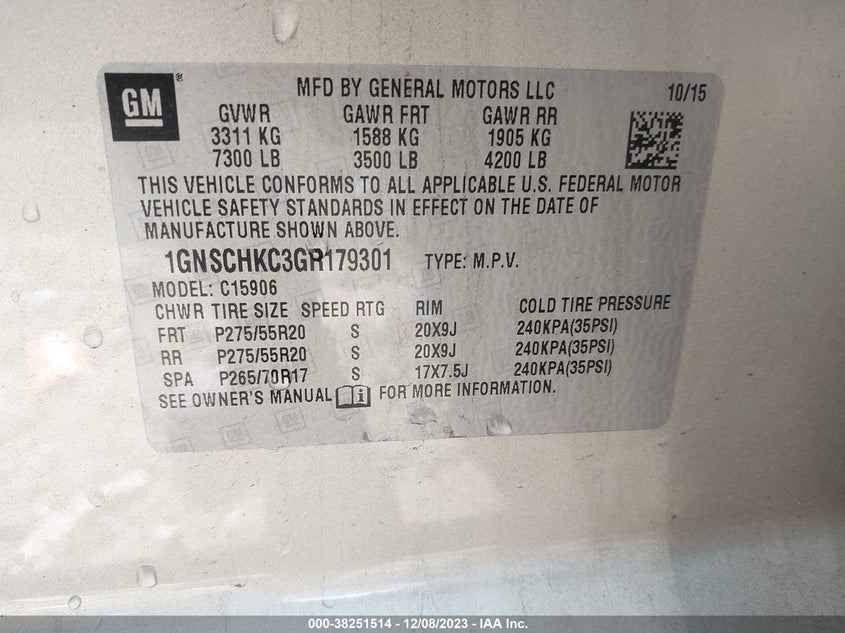 GM® MFD BY GENERAL MOTORS LLC 10/15
GVWR GAWR FRT GAWR RR
3311 KG 1588 KG 1905 KG
7300 LB 3500 LB 4200 LB
THIS VEHICLE CONFORMS TO ALL APPLICABLE U.S. FEDERAL MOTOR
VEHICLE SAFETY STANDARDS IN EFFECT ON THE DATE OF
MANUFACTURE SHOWN ABOVE.
1GNSCHKC3GR179301 TYPE: M.P.V.
MODEL: C15906
CHWR TIRE SIZE SPEED RTG RIM COLD TIRE PRESSURE
FRT P275/55R20 S 20X9J 240KPA(35PSI)
RR P275/55R20 S 20X9J 240KPA(35PSI)
SPA P265/70R17 S 17X7.5J 240KPA(35PSI)
SEE OWNER'S MANUAL FOR MORE INFORMATION.
000-38251514 - 12/08/2023 - IAA Inc.